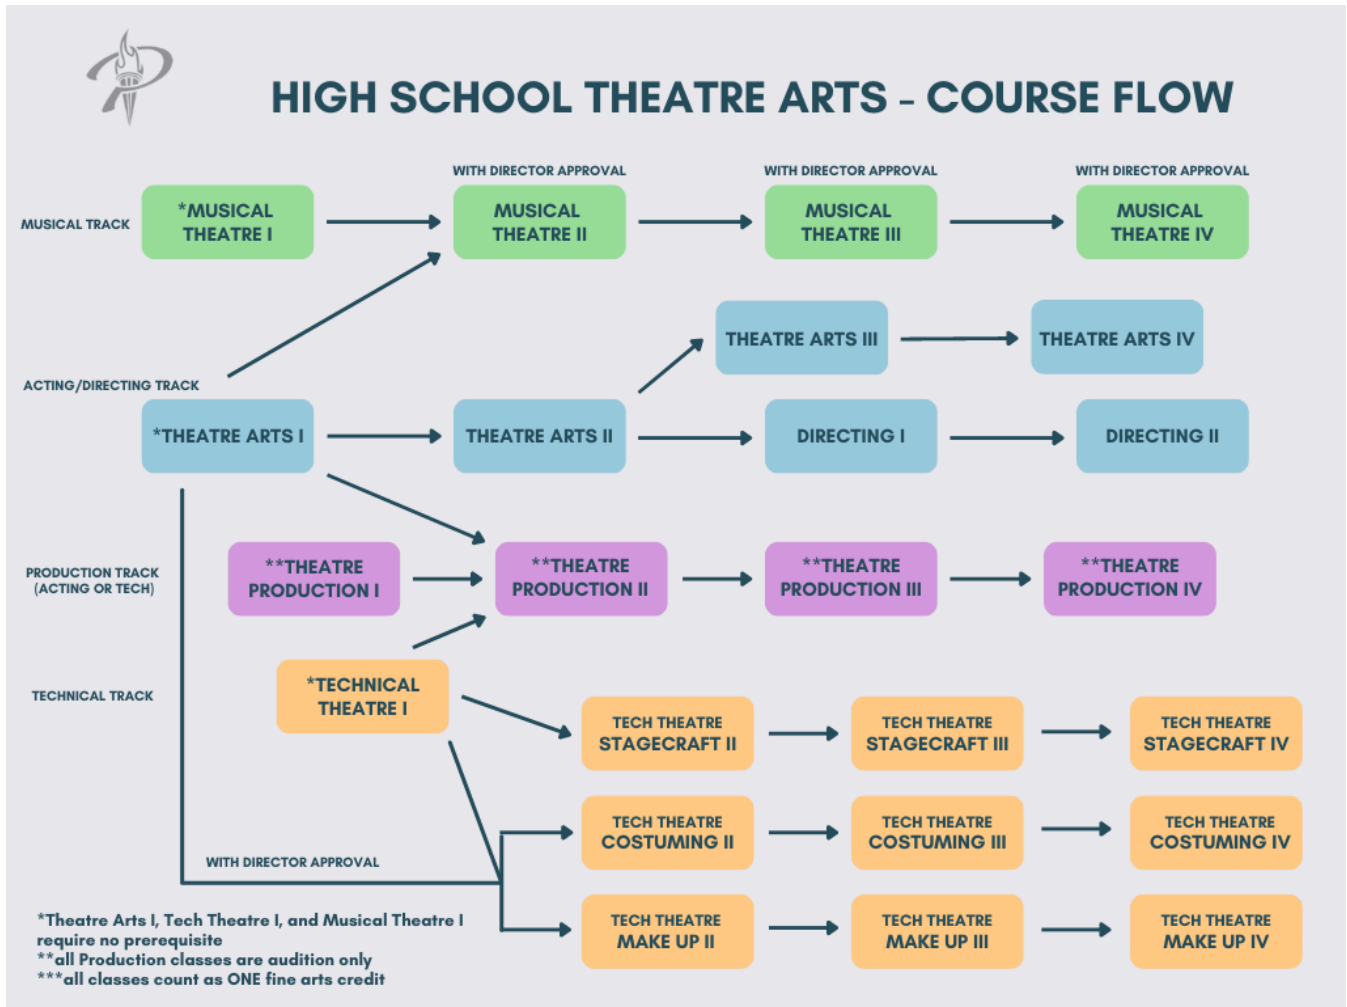 HIGH SCHOOL THEATRE ARTS - COURSE FLOW
WITH DIRECTOR APPROVAL
WITH DIRECTOR APPROVAL
WITH DIRECTOR APPROVAL
MUSICAL TRACK
*MUSICAL
THEATRE I
MUSICAL
THEATRE II
MUSICAL
THEATRE III
MUSICAL
THEATRE IV
THEATRE ARTS III
THEATRE ARTS IV
ACTING/DIRECTING TRACK
*THEATRE ARTS I
THEATRE ARTS II
DIRECTING I
DIRECTING II
PRODUCTION TRACK
(ACTING OR TECH)
**THEATRE
PRODUCTION I
**THEATRE
PRODUCTION II
**THEATRE
PRODUCTION III
**THEATRE
PRODUCTION IV
TECHNICAL TRACK
*TECHNICAL
THEATRE I
TECH THEATRE
STAGECRAFT II
TECH THEATRE
STAGECRAFT III
TECH THEATRE
STAGECRAFT IV
TECH THEATRE
COSTUMING II
TECH THEATRE
COSTUMING III
TECH THEATRE
COSTUMING IV
WITH DIRECTOR APPROVAL
TECH THEATRE
MAKE UP II
TECH THEATRE
MAKE UP III
TECH THEATRE
MAKE UP IV
*Theatre Arts I, Tech Theatre I, and Musical Theatre I
require no prerequisite
**all Production classes are audition only
***all classes count as ONE fine arts credit